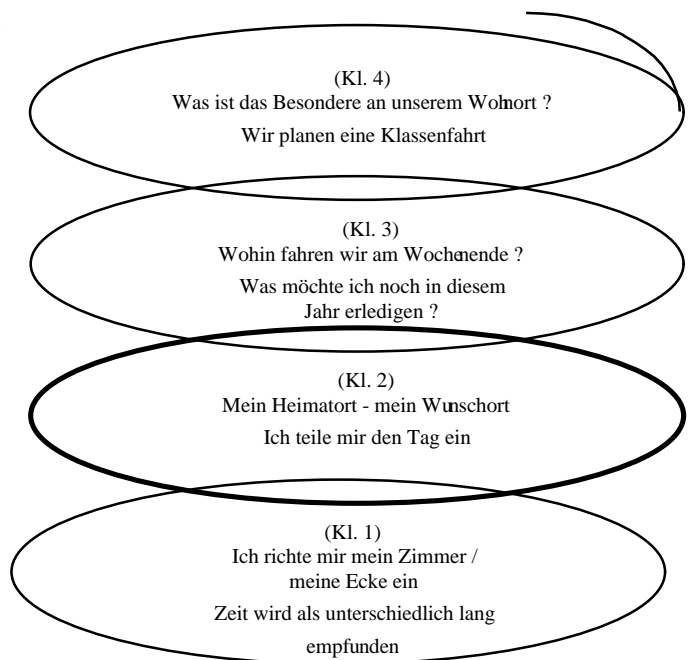 (Kl. 4)
Was ist das Besondere an unserem Wohnort ?
Wir planen eine Klassenfahrt
(Kl. 3)
Wohin fahren wir am Wochenende ?
Was möchte ich noch in diesem
Jahr erledigen ?
(Kl. 2)
Mein Heimatort - mein Wunschort
Ich teile mir den Tag ein
(Kl. 1)
Ich richte mir mein Zimmer /
meine Ecke ein
Zeit wird als unterschiedlich lang
empfunden